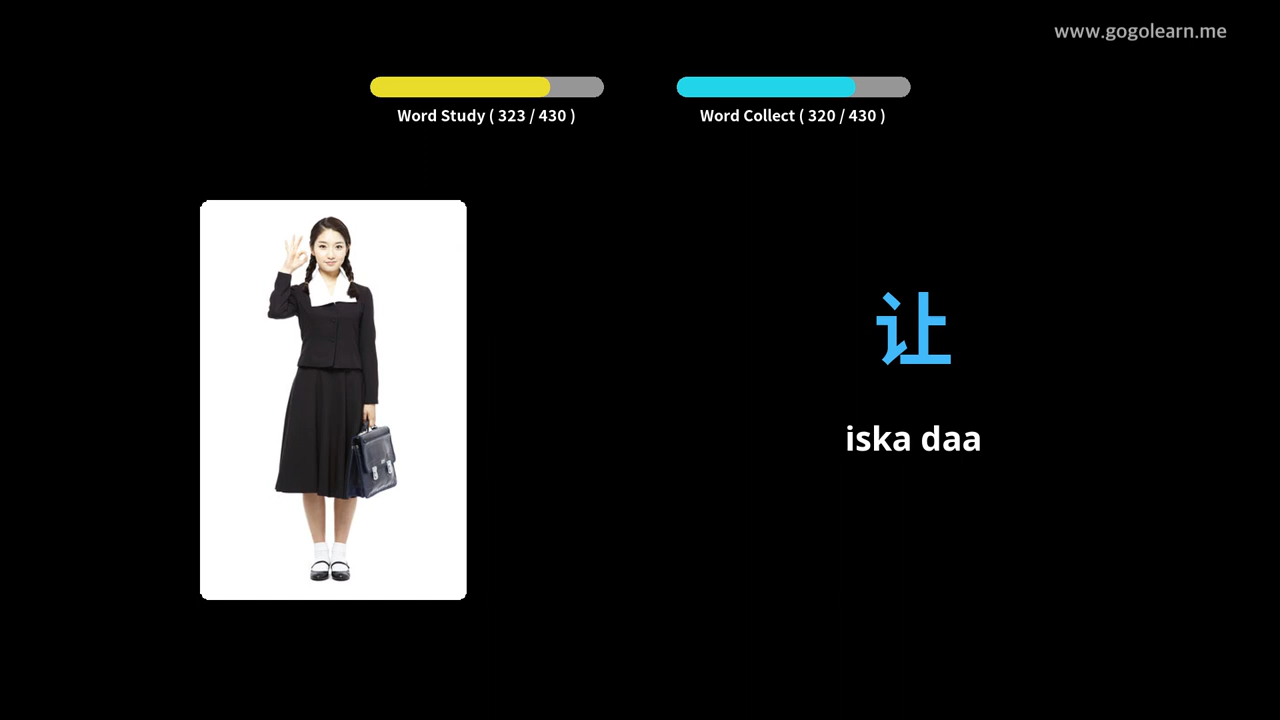 www.gogolearn.me
Word Study ( 323 / 430 )
Word Collect ( 320 / 430 )
让
iska daa